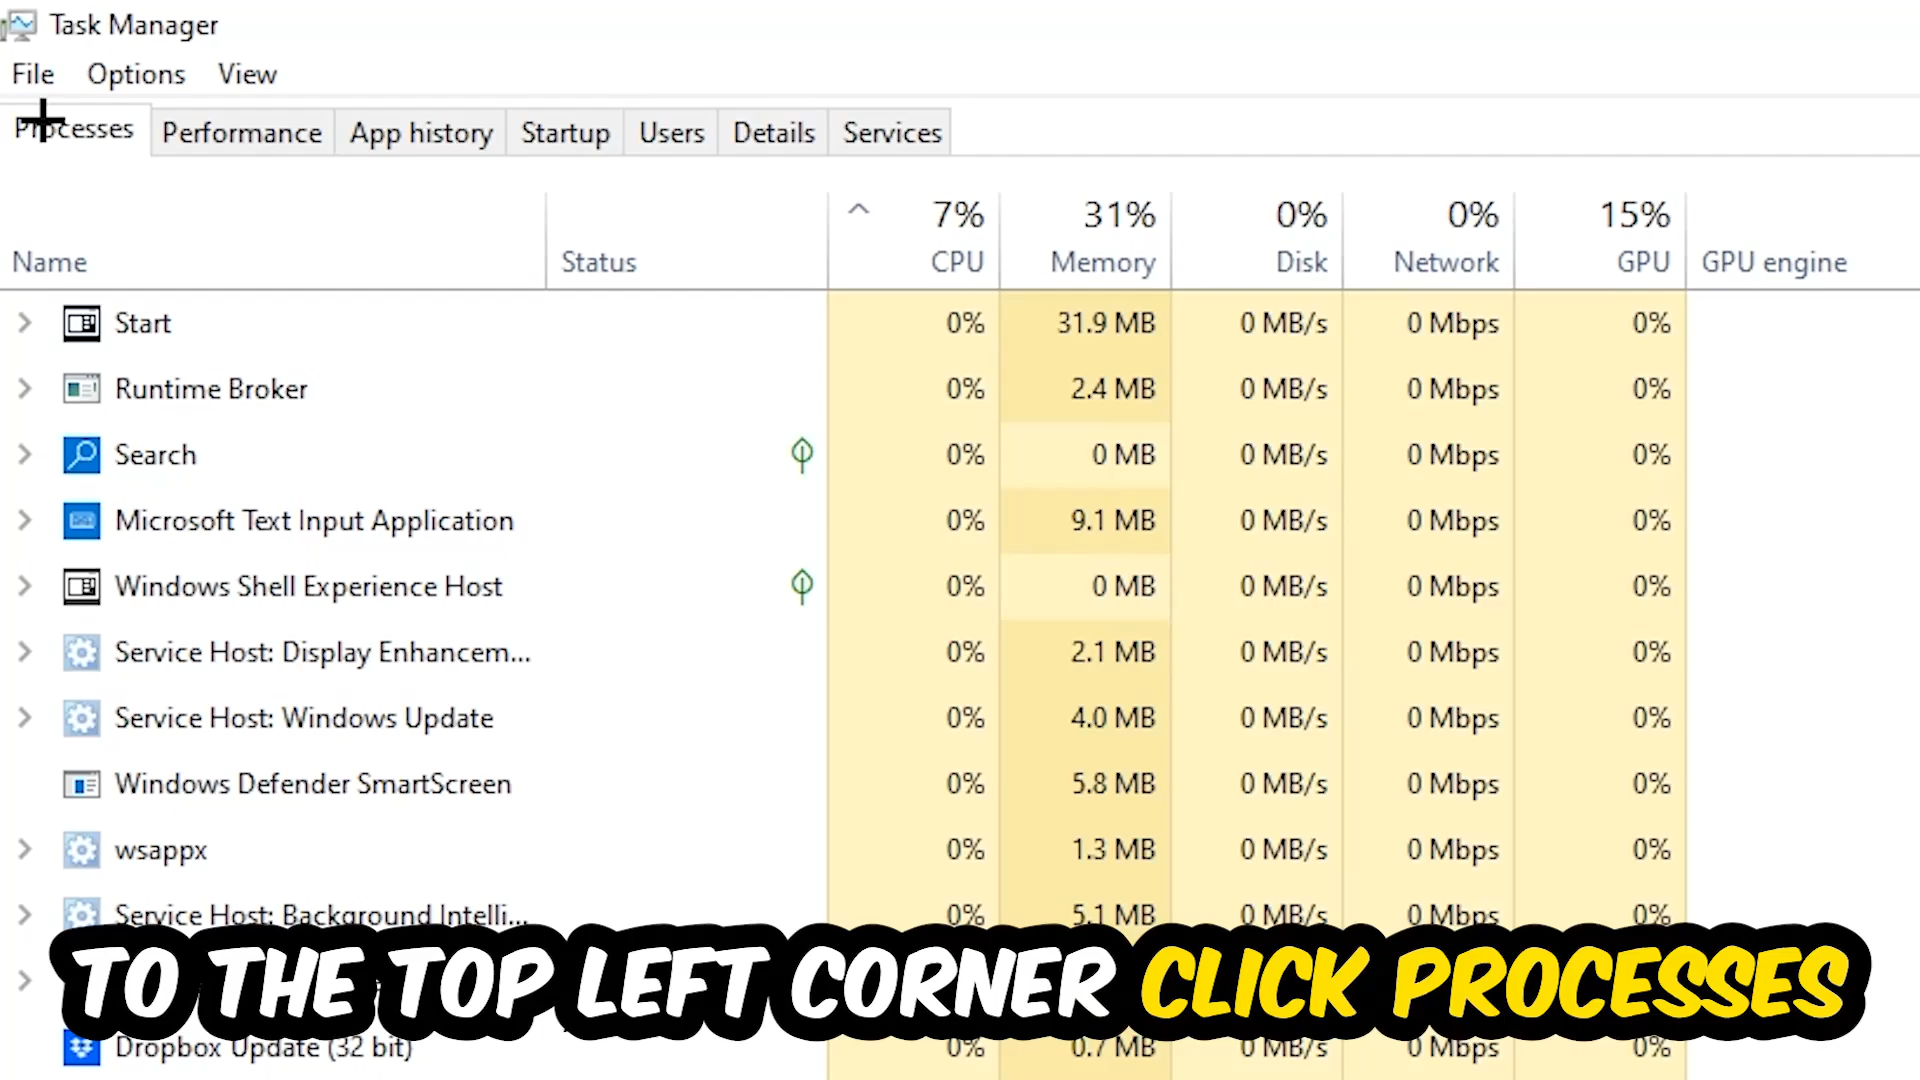 Task Manager
File Options View
Processes Performance App history Startup Users Details Services
7% 31% 0% 0% 15%
Name Status CPU Memory Disk Network GPU GPU engine
Start 0% 31.9 MB 0 MB/s 0 Mbps 0%
Runtime Broker 0% 2.4 MB 0 MB/s 0 Mbps 0%
Search 0% 0 MB 0 MB/s 0 Mbps 0%
Microsoft Text Input Application 0% 9.1 MB 0 MB/s 0 Mbps 0%
Windows Shell Experience Host 0% 0 MB 0 MB/s 0 Mbps 0%
Service Host: Display Enhancem... 0% 2.1 MB 0 MB/s 0 Mbps 0%
Service Host: Windows Update 0% 4.0 MB 0 MB/s 0 Mbps 0%
Windows Defender SmartScreen 0% 5.8 MB 0 MB/s 0 Mbps 0%
wsappx 0% 1.3 MB 0 MB/s 0 Mbps 0%
Service Host: Background Intelli... 0% 5.1 MB 0 MB/s 0 Mbps 0%
TO THE TOP LEFT CORNER CLICK PROCESSES
Dropbox Update (32 bit) 0% 0.7 MB 0 MB/s 0 Mbps 0%